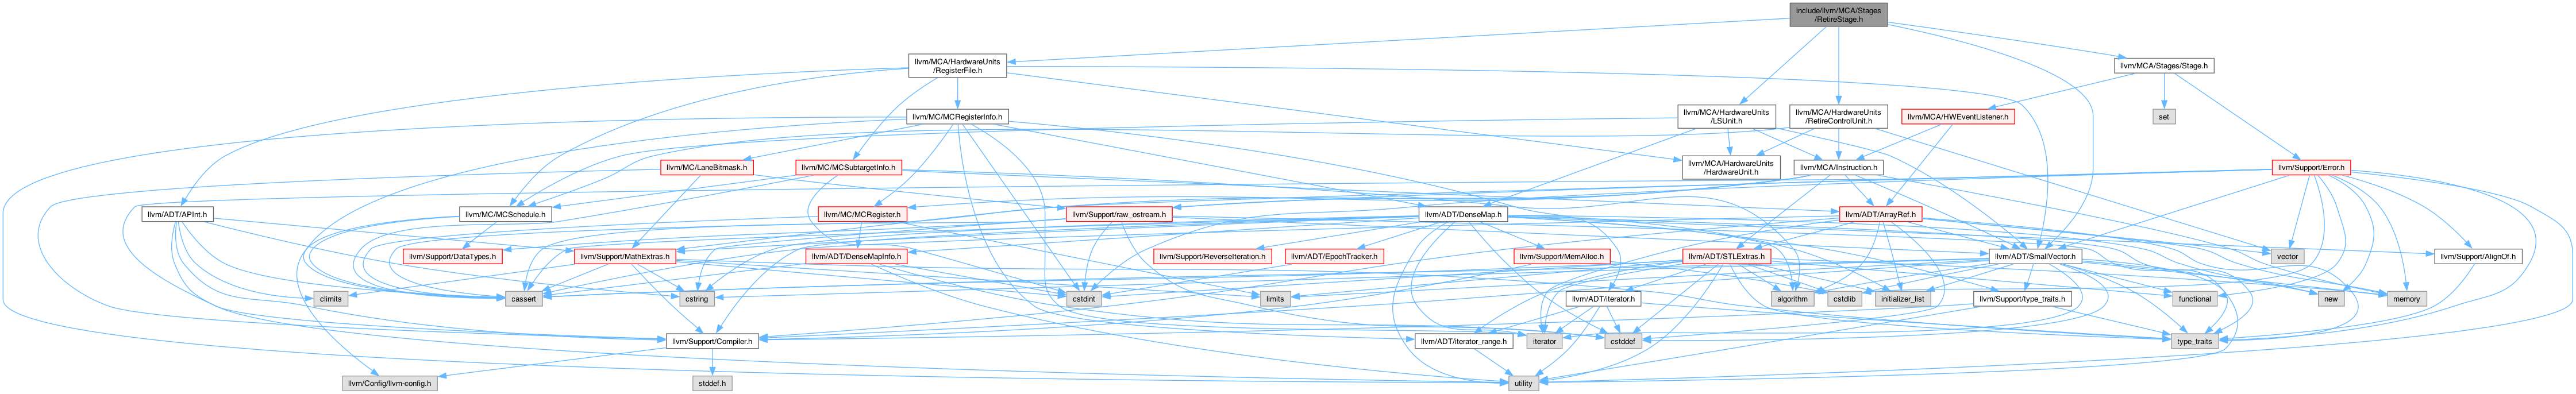 include/llvm/MCA/Stages
/RetireStage.h
llvm/MCA/HardwareUnits
/RegisterFile.h
llvm/MCA/Stages/Stage.h
llvm/MC/MCRegisterInfo.h
llvm/MCA/HardwareUnits
/LSUnit.h
llvm/MCA/HardwareUnits
/RetireControlUnit.h
llvm/MCA/HWEventListener.h
set
llvm/MC/LaneBitmask.h
llvm/MC/MCSubtargetInfo.h
llvm/MCA/HardwareUnits
/HardwareUnit.h
llvm/MCA/Instruction.h
llvm/Support/Error.h
llvm/ADT/APInt.h
llvm/MC/MCSchedule.h
llvm/MC/MCRegister.h
llvm/Support/raw_ostream.h
llvm/ADT/DenseMap.h
llvm/ADT/ArrayRef.h
llvm/Support/DataTypes.h
llvm/Support/MathExtras.h
llvm/ADT/DenseMapInfo.h
llvm/Support/ReverseIteration.h
llvm/ADT/EpochTracker.h
llvm/Support/MemAlloc.h
llvm/ADT/STLExtras.h
llvm/ADT/SmallVector.h
vector
llvm/Support/AlignOf.h
climits
cassert
cstring
cstdint
limits
llvm/ADT/iterator.h
algorithm
cstdlib
initializer_list
llvm/Support/type_traits.h
functional
new
memory
llvm/Support/Compiler.h
llvm/ADT/iterator_range.h
iterator
cstddef
type_traits
llvm/Config/llvm-config.h
stddef.h
utility